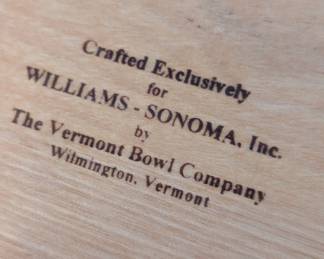 Crafted Exclusively
for
WILLIAMS - SONOMA, Inc.
by
The Vermont Bowl Company
Wilmington, Vermont